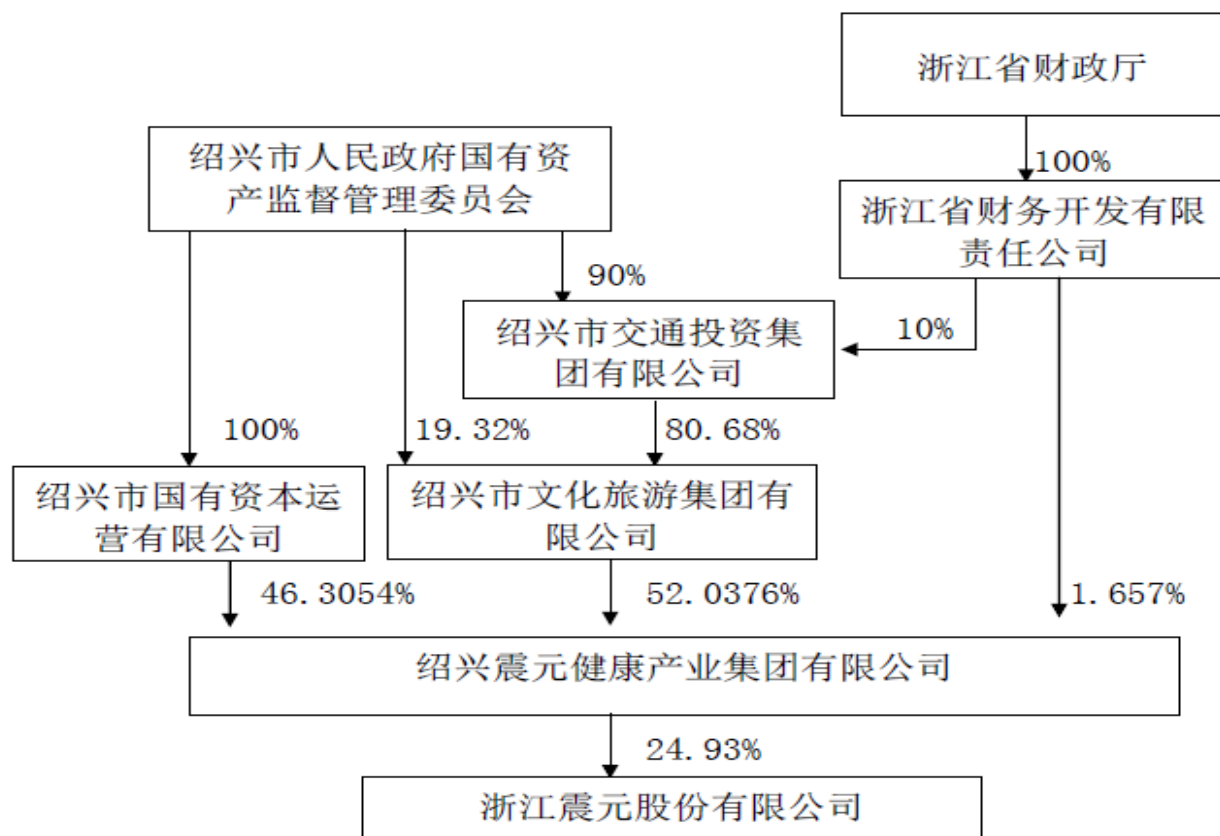 浙江省财政厅
绍兴市人民政府国有资
产监督管理委员会
100%
浙江省财务开发有限
责任公司
90%
绍兴市交通投资集
团有限公司
10%
100%
19.32%
80.68%
绍兴市国有资本运
营有限公司
绍兴市文化旅游集团有
限公司
46.3054%
52.0376%
1.657%
绍兴震元健康产业集团有限公司
24.93%
浙江震元股份有限公司